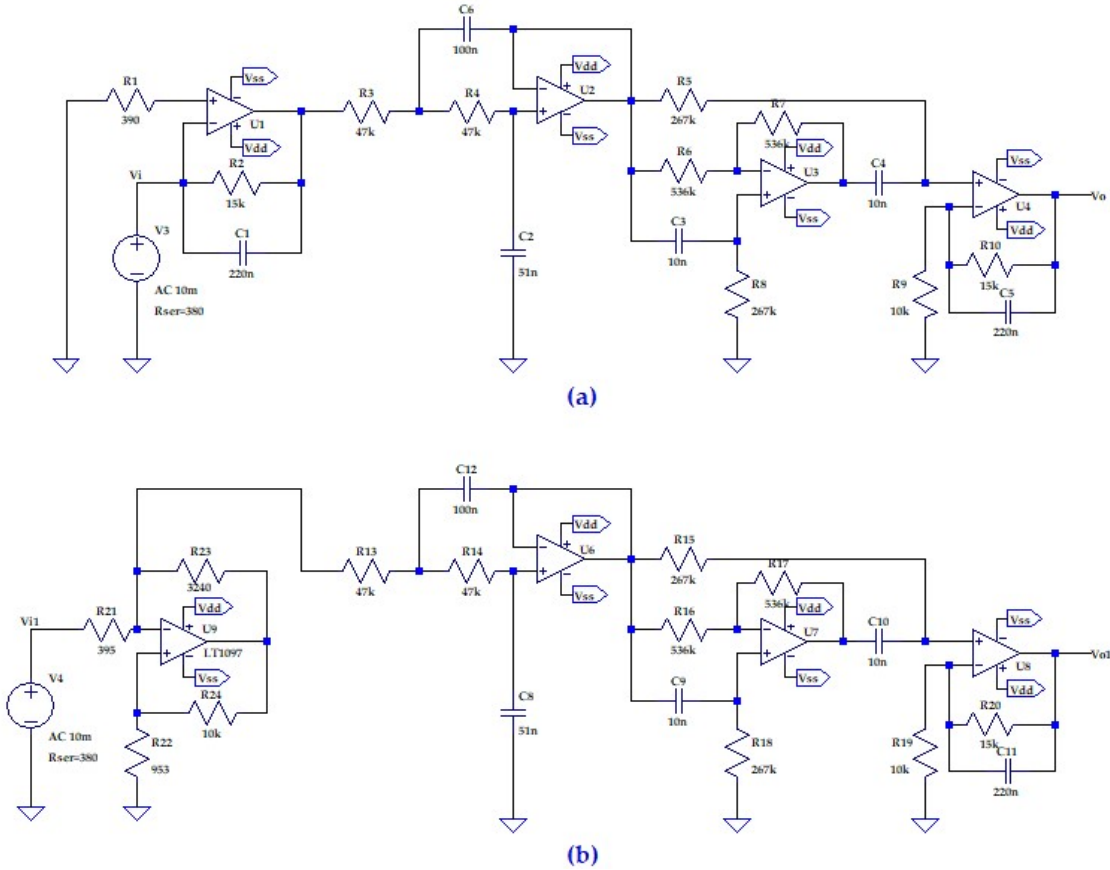 C6
100n
R1
390
Vss
U1
Vdd
R3
47k
R4
47k
Vdd
U2
Vss
R5
267k
R7
536k
R6
536k
Vdd
U3
Vss
C4
10n
Vss
U4
Vdd
Vo
Vi
R2
15k
C1
220n
V3
AC 10m
Rser=380
C2
51n
C3
10n
R8
267k
R9
10k
R10
15k
C5
220n
(a)
C12
100n
R23
3240
R21
395
Vi1
Vdd
U9
LT1097
Vss
R24
10k
R22
953
V4
AC 10m
Rser=380
R13
47k
R14
47k
Vdd
U6
Vss
C8
51n
R15
267k
R17
536k
R16
536k
Vdd
U7
Vss
C9
10n
R18
267k
C10
10n
Vss
U8
Vdd
Vo1
R19
10k
R20
15k
C11
220n
(b)